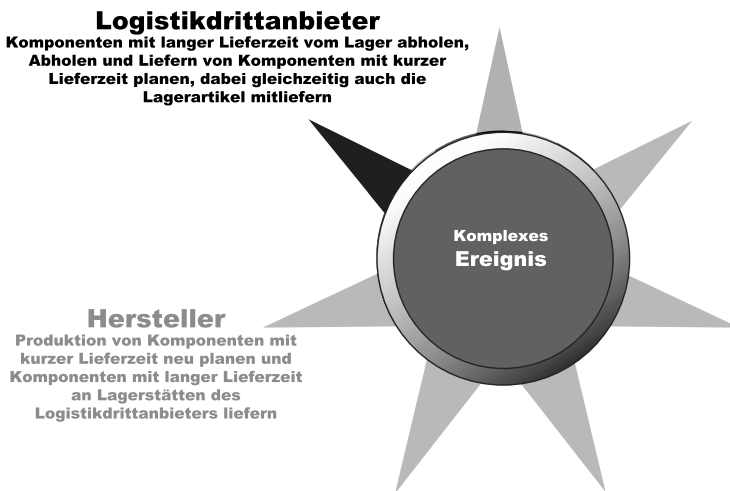 Logistikdrittanbieter
Komponenten mit langer Lieferzeit vom Lager abholen,
Abholen und Liefern von Komponenten mit kurzer
Lieferzeit planen, dabei gleichzeitig auch die
Lagerartikel mitliefern
Komplexes
Ereignis
Hersteller
Produktion von Komponenten mit
kurzer Lieferzeit neu planen und
Komponenten mit langer Lieferzeit
an Lagerstätten des
Logistikdrittanbieters liefern